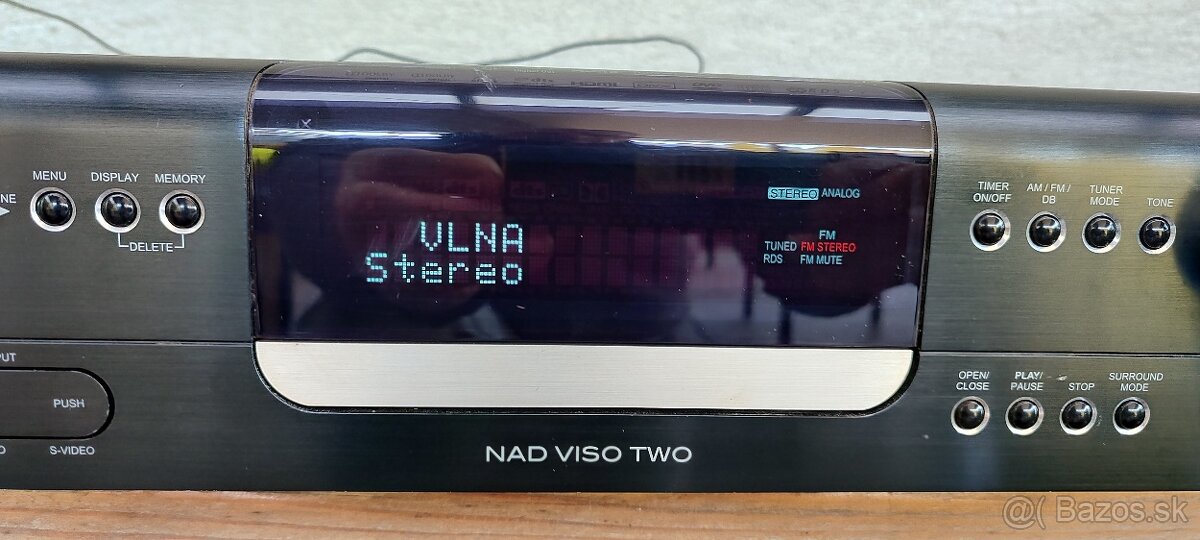 HDMI
MENU DISPLAY MEMORY
DELETE
STEREO ANALOG
VLNA
Stereo
FM
TUNED FM STEREO
RDS FM MUTE
TIMER ON/OFF
AM / FM / DB
TUNER MODE
TONE
PUSH
S-VIDEO
OPEN/ CLOSE
PLAY/ PAUSE
STOP
SURROUND MODE
NAD VISO TWO
@( Bazos.sk